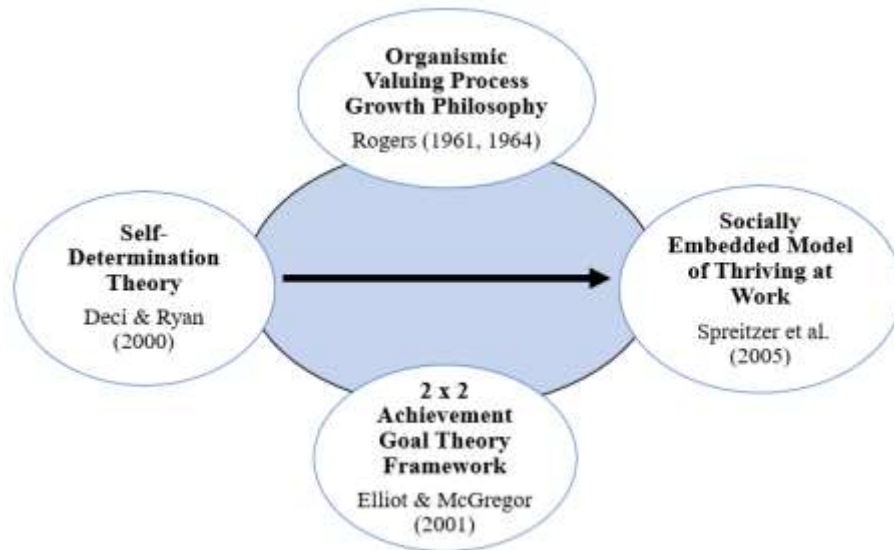 Organismic
Valuing Process
Growth Philosophy
Rogers (1961, 1964)
Self-
Determination
Theory
Deci & Ryan
(2000)
Socially
Embedded Model
of Thriving at
Work
Spreitzer et al.
(2005)
2 x 2
Achievement
Goal Theory
Framework
Elliot & McGregor
(2001)